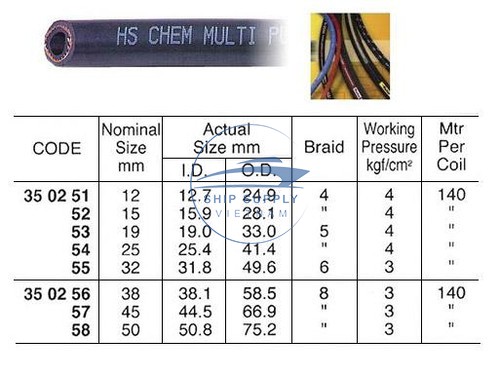 HS CHEM MULTI
CODE Nominal Size mm Actual Size mm Braid Working Pressure kgf/cm² Mtr Per Coil
I.D. O.D.
35 02 51 12 12.7 24.9 4 4 140
52 15 15.9 28.1 " 4 "
53 19 19.0 33.0 5 4 "
54 25 25.4 41.4 " 4 "
55 32 31.8 49.6 6 3 "
35 02 56 38 38.1 58.5 8 3 140
57 45 44.5 66.9 " 3 "
58 50 50.8 75.2 " 3 "
SHIP SUPPLY
VIETNAM